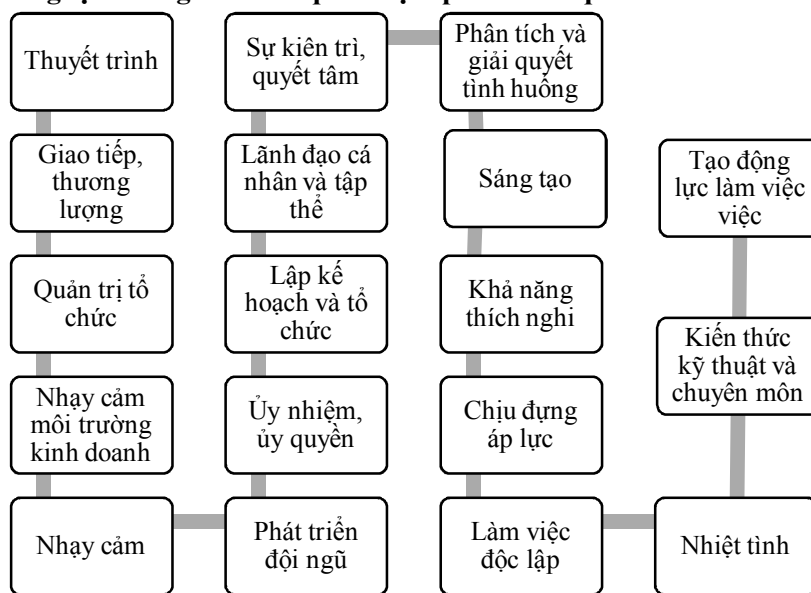 Thuyết trình
Giao tiếp,
thương
lượng
Quản trị tổ
chức
Nhạy cảm
môi trường
kinh doanh
Nhạy cảm
Phát triển
đội ngũ
Ủy nhiệm,
ủy quyền
Lập kế
hoạch và tổ
chức
Lãnh đạo cá
nhân và tập
thể
Sự kiên trì,
quyết tâm
Phân tích và
giải quyết
tình huống
Sáng tạo
Khả năng
thích nghi
Chịu đựng
áp lực
Làm việc
độc lập
Nhiệt tình
Kiến thức
kỹ thuật và
chuyên môn
Tạo động
lực làm việc
việc